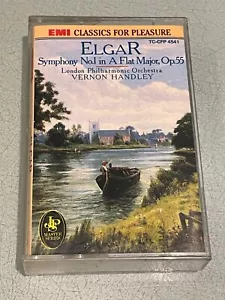 EMI CLASSICS FOR PLEASURE
TC-CFP 4541
ELGAR
Symphony No.1 in A Flat Major, Op.55
London Philharmonic Orchestra
VERNON HANDLEY
MASTER
SERIES